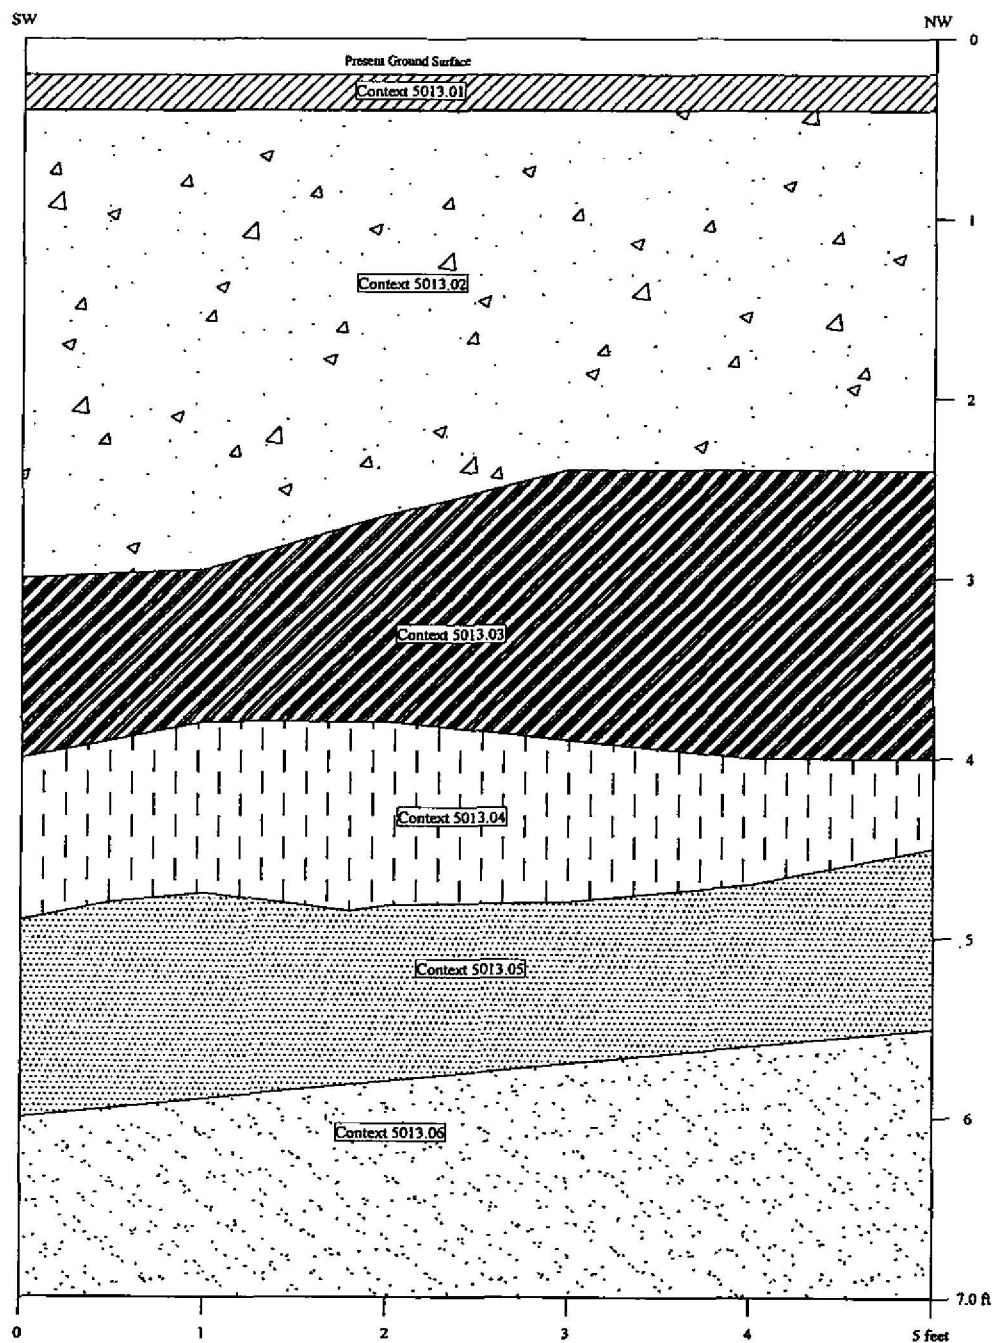 SW
NW
0
Present Ground Surface
Context 5013.01
1
Context 5013.02
2
3
Context 5013.03
4
Context 5013.04
5
Context 5013.05
6
Context 5013.06
7.0 ft
0
1
2
3
4
5 feet